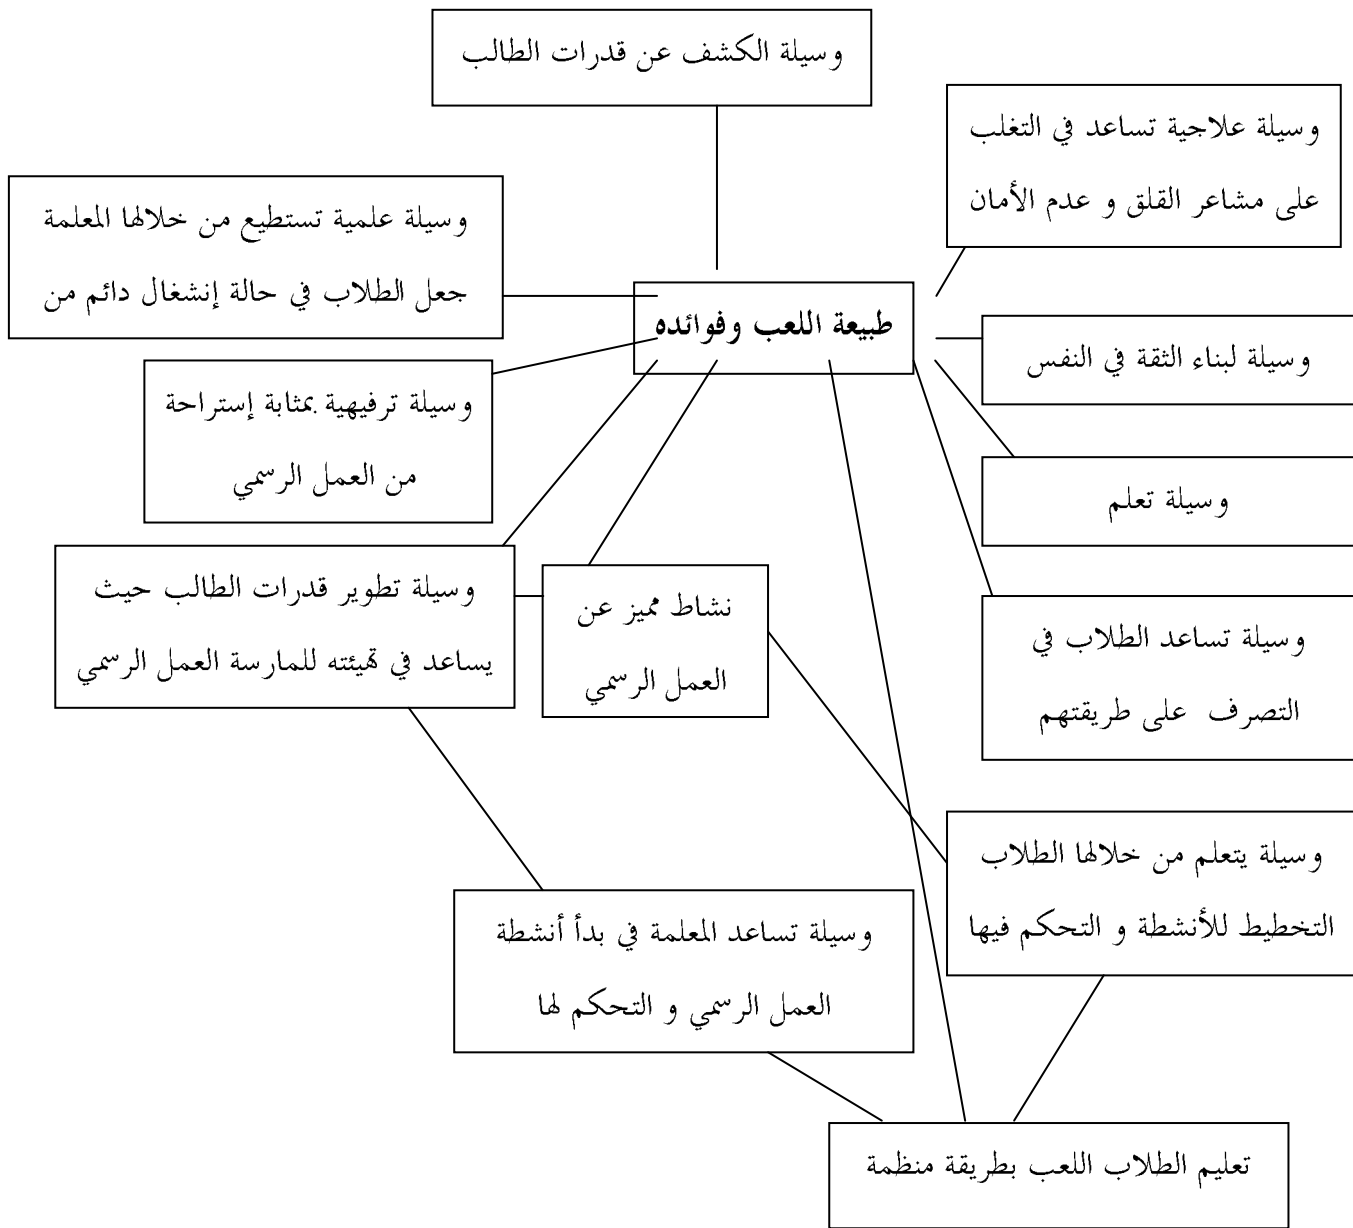 وسيلة الكشف عن قدرات الطالب
وسيلة علاجية تساعد في التغلب
على مشاعر القلق و عدم الأمان
وسيلة علمية تستطيع من خلالها المعلمة
جعل الطلاب في حالة إنشغال دائم من
طبيعة اللعب وفوائده
وسيلة لبناء الثقة في النفس
وسيلة ترفيهية بمثابة إستراحة
من العمل الرسمي
وسيلة تعلم
وسيلة تطوير قدرات الطالب حيث
يساعد في تهيئته للمارسة العمل الرسمي
نشاط مميز عن
العمل الرسمي
وسيلة تساعد الطلاب في
التصرف على طريقتهم
وسيلة يتعلم من خلالها الطلاب
التخطيط للأنشطة و التحكم فيها
وسيلة تساعد المعلمة في بدأ أنشطة
العمل الرسمي و التحكم لها
تعليم الطلاب اللعب بطريقة منظمة